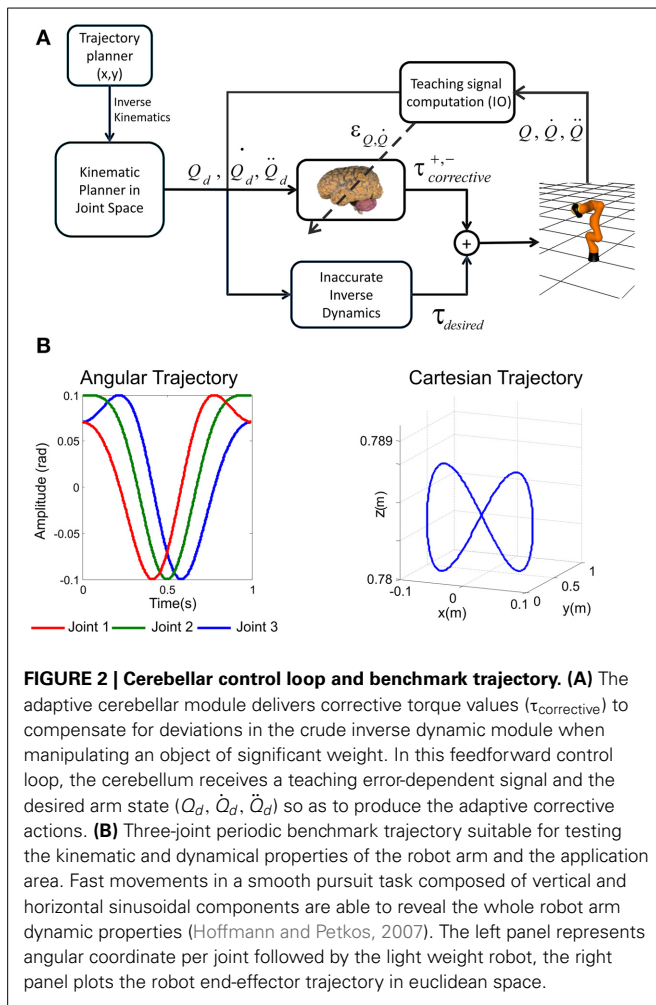 A
Trajectory
planner
(x,y)
Inverse
Kinematics
Kinematic
Planner in
Joint Space
Q_d , Q̇_d , Q̈_d
Teaching signal
computation (IO)
ε_{Q,Q̇}
Q, Q̇, Q̈
τ^{+,-}_{corrective}
+
Inaccurate
Inverse
Dynamics
τ_{desired}
B
Angular Trajectory
Amplitude (rad)
0.1
0.05
0
-0.05
-0.1
0
0.5
1
Time(s)
Joint 1
Joint 2
Joint 3
Cartesian Trajectory
z(m)
0.789
0.78
-0.1
0
0.1
x(m)
0
0.5
1
y(m)
FIGURE 2 | Cerebellar control loop and benchmark trajectory. (A) The
adaptive cerebellar module delivers corrective torque values (τcorrective) to
compensate for deviations in the crude inverse dynamic module when
manipulating an object of significant weight. In this feedforward control
loop, the cerebellum receives a teaching error-dependent signal and the
desired arm state (Q_d, Q̇_d, Q̈_d) so as to produce the adaptive corrective
actions. (B) Three-joint periodic benchmark trajectory suitable for testing
the kinematic and dynamical properties of the robot arm and the application
area. Fast movements in a smooth pursuit task composed of vertical and
horizontal sinusoidal components are able to reveal the whole robot arm
dynamic properties (Hoffmann and Petkos, 2007). The left panel represents
angular coordinate per joint followed by the light weight robot, the right
panel plots the robot end-effector trajectory in euclidean space.